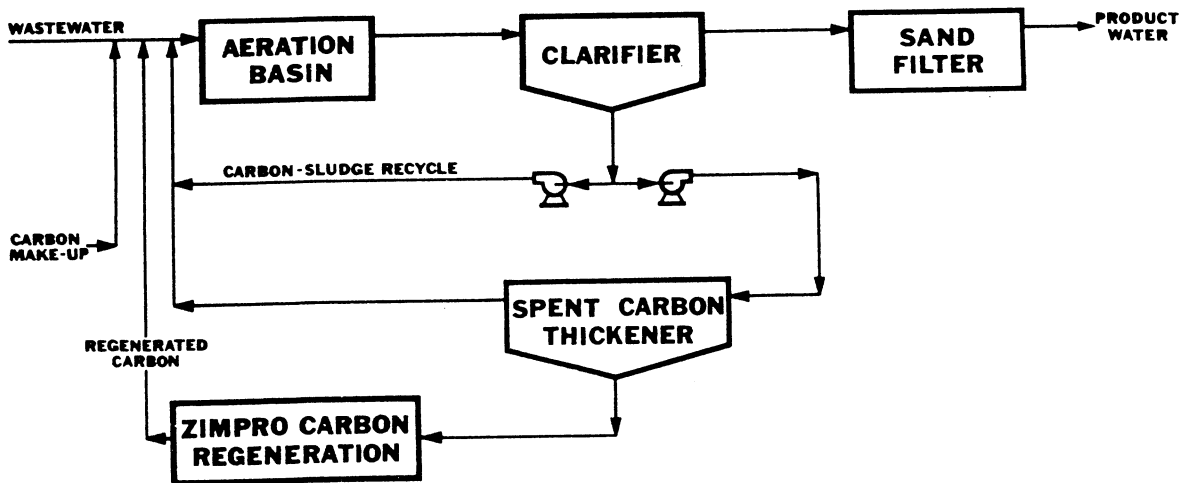 WASTEWATER
AERATION
BASIN
CLARIFIER
SAND
FILTER
PRODUCT
WATER
CARBON-SLUDGE RECYCLE
CARBON
MAKE-UP
SPENT CARBON
THICKENER
REGENERATED
CARBON
ZIMPRO CARBON
REGENERATION